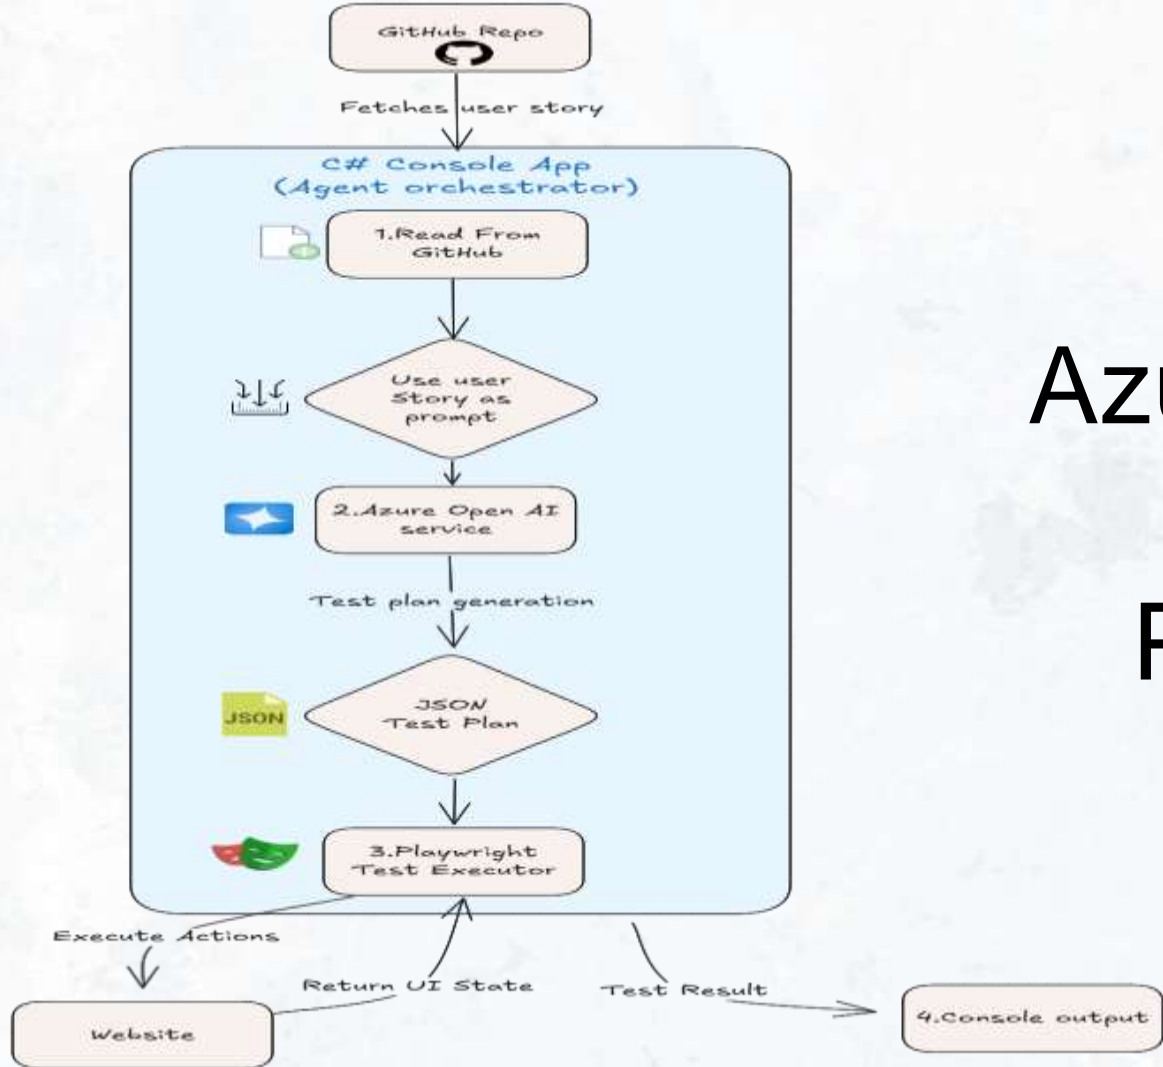 GitHub Repo
Fetches user story
C# Console App
(Agent orchestrator)
1.Read From
GitHub
Use user
Story as
prompt
2.Azure Open AI
service
Test plan generation
JSON
JSON
Test Plan
3.Playwright
Test Executor
Execute Actions
Return UI State
Test Result
Website
4.Console output
Az